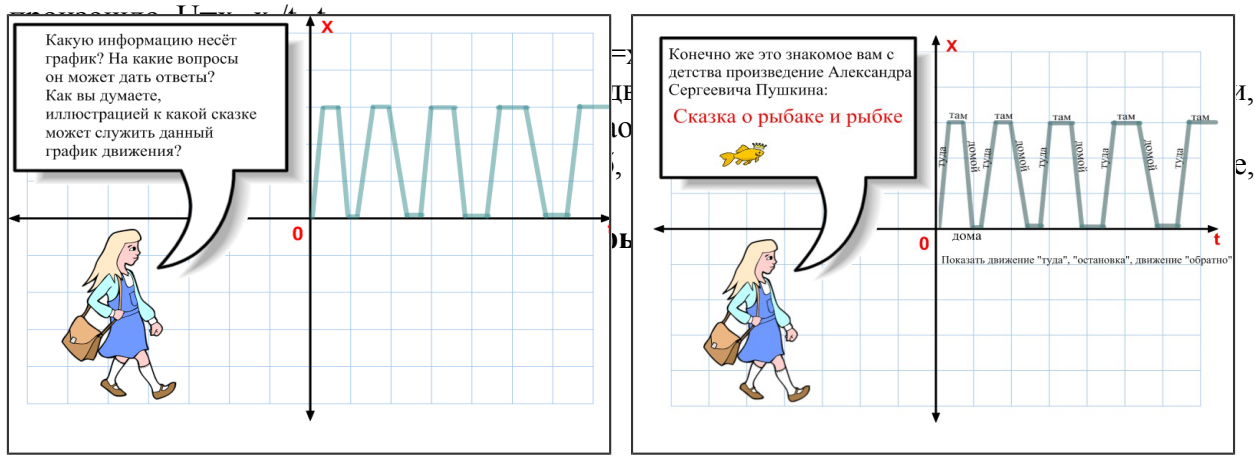 Какую информацию несёт
график? На какие вопросы
он может дать ответы?
Как вы думаете,
иллюстрацией к какой сказке
может служить данный
график движения?
X
0
Конечно же это знакомое вам с
детства произведение Александра
Сергеевича Пушкина:
Сказка о рыбаке и рыбке
X
там там там там там
туда домой туда домой туда домой туда домой туда
0
дома
t
Показать движение "туда", "остановка", движение "обратно"